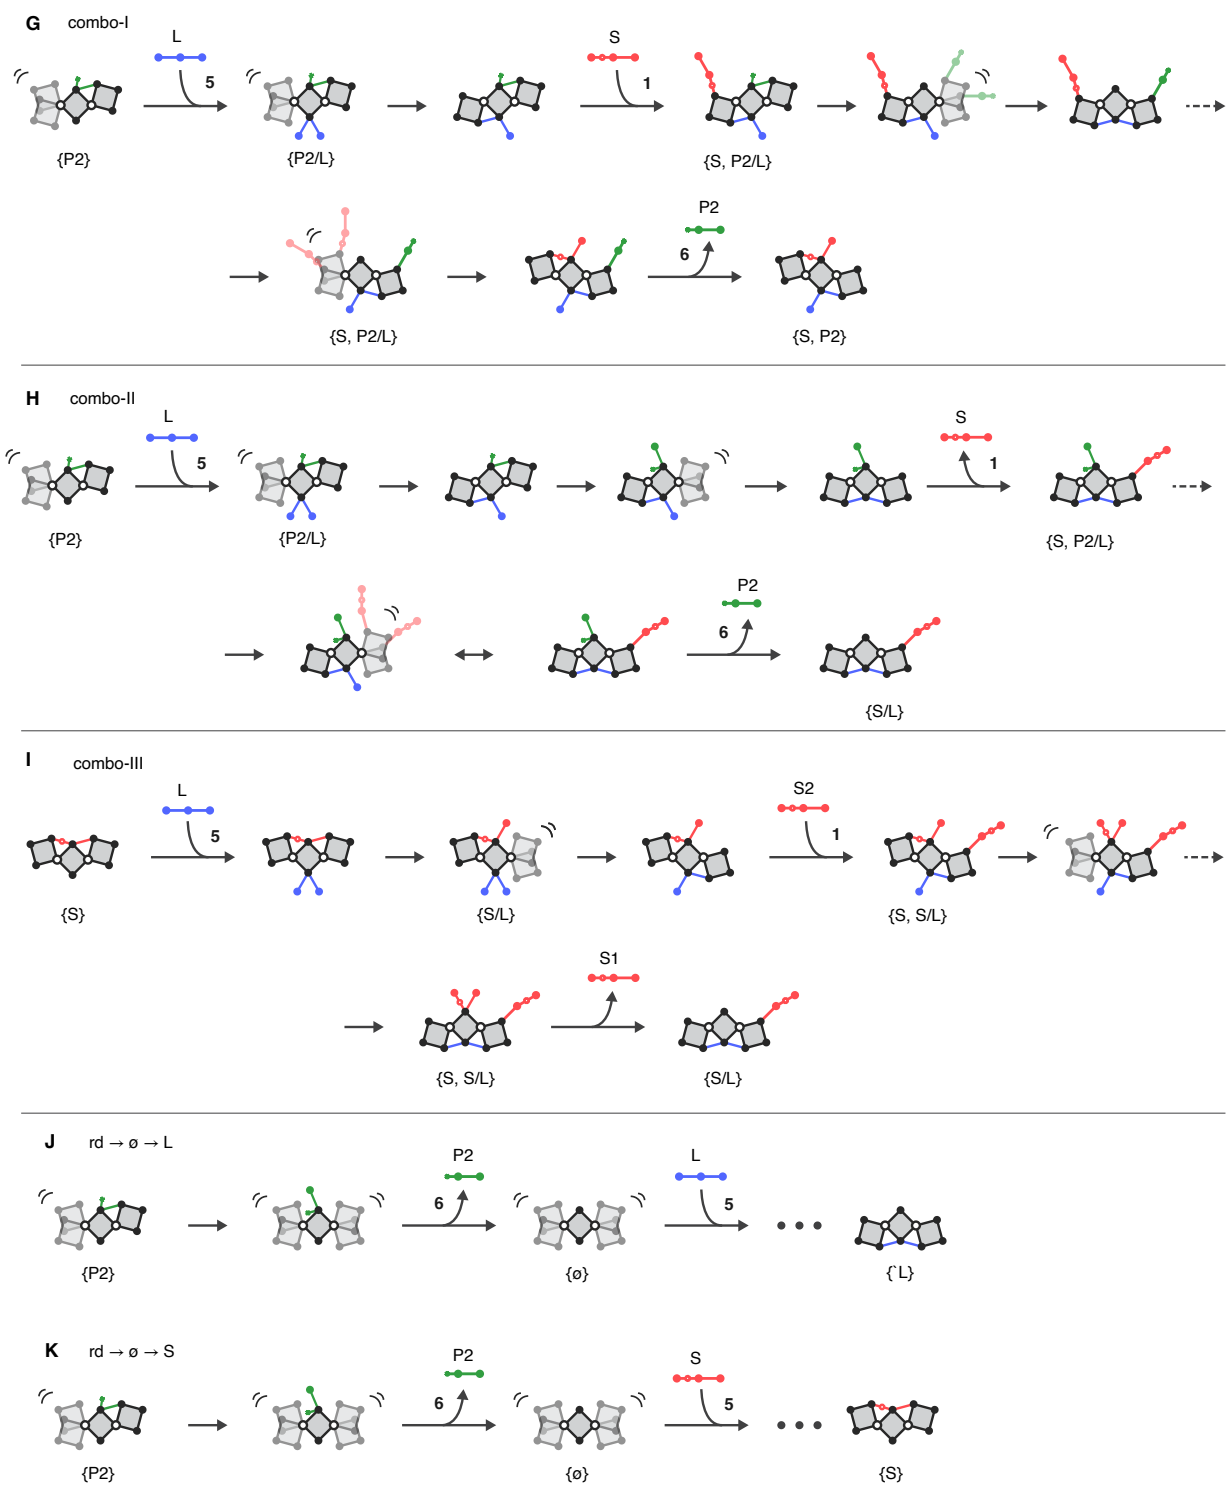 G combo-I
L
S
5
1
{P2}
{P2/L}
{S, P2/L}
P2
6
{S, P2/L}
{S, P2}
H combo-II
L
S
5
1
{P2}
{P2/L}
{S, P2/L}
P2
6
{S/L}
I combo-III
L
S2
5
1
{S}
{S/L}
{S, S/L}
S1
{S, S/L}
{S/L}
J rd → ø → L
P2
L
6
5
{P2}
{ø}
{`L}
K rd → ø → S
P2
S
6
5
{P2}
{ø}
{S}